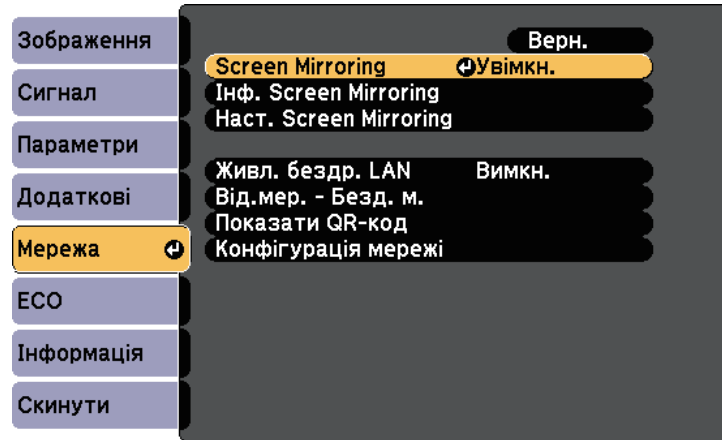 Зображення
Сигнал
Параметри
Додаткові
Мережа
ECO
Інформація
Скинути
Верн.
Screen Mirroring Увімкн.
Інф. Screen Mirroring
Наст. Screen Mirroring
Живл. бездр. LAN Вимкн.
Від.мер. - Безд. м.
Показати QR-код
Конфігурація мережі